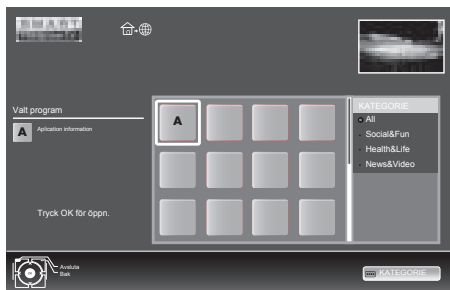 SMART
Valt program
A
Aplication information
Tryck OK för öppn.
A
KATEGORIE
All
Social&Fun
Health&Life
News&Video
Avsluta
Bak
KATEGORIE